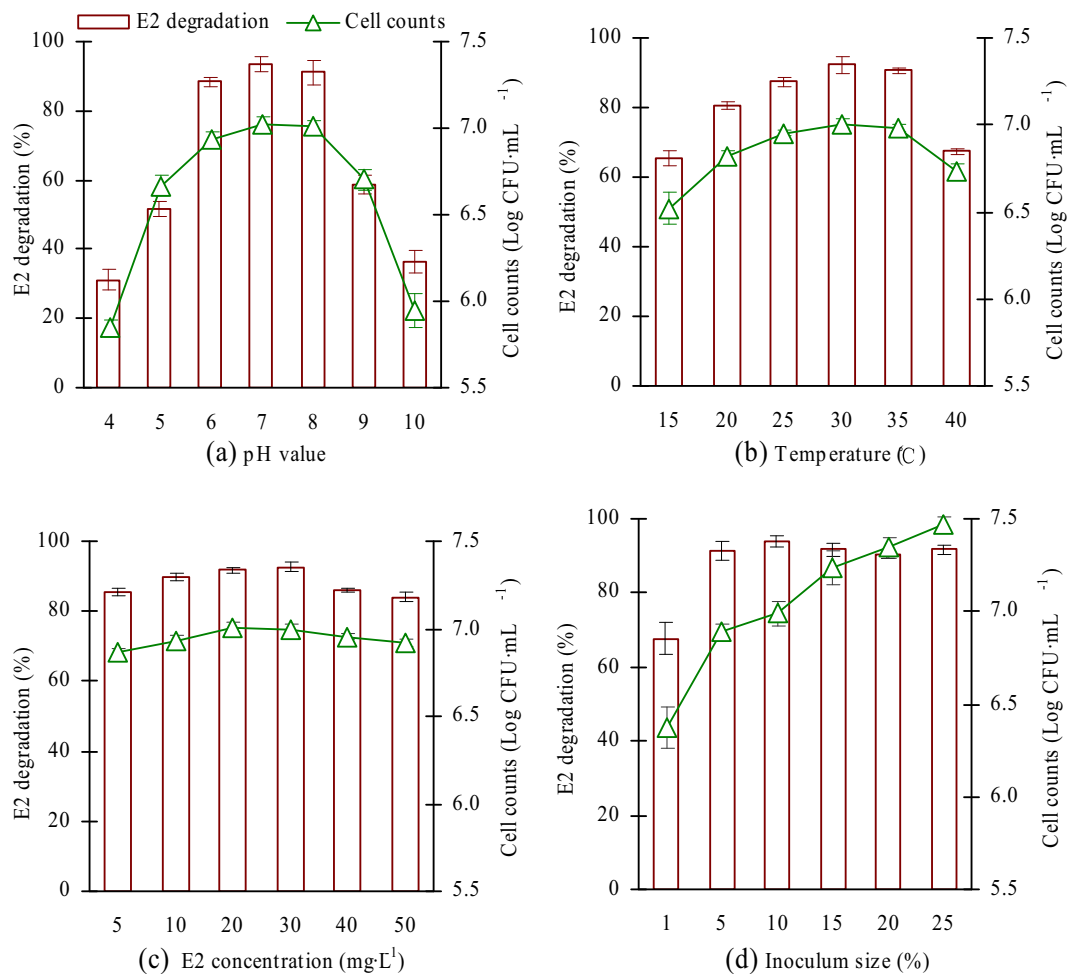 E2 degradation Cell counts
100
80
60
40
20
0
E2 degradation (%)
7.5
7.0
6.5
6.0
5.5
Cell counts (Log CFU·mL -1)
4 5 6 7 8 9 10
(a) pH value
100
80
60
40
20
0
E2 degradation (%)
7.5
7.0
6.5
6.0
5.5
Cell counts (Log CFU·mL -1)
15 20 25 30 35 40
(b) Temperature (C)
100
80
60
40
20
0
E2 degradation (%)
7.5
7.0
6.5
6.0
5.5
Cell counts (Log CFU·mL -1)
5 10 20 30 40 50
(c) E2 concentration (mg·L1)
100
80
60
40
20
0
E2 degradation (%)
7.5
7.0
6.5
6.0
5.5
Cell counts (Log CFU·mL -1)
1 5 10 15 20 25
(d) Inoculum size (%)